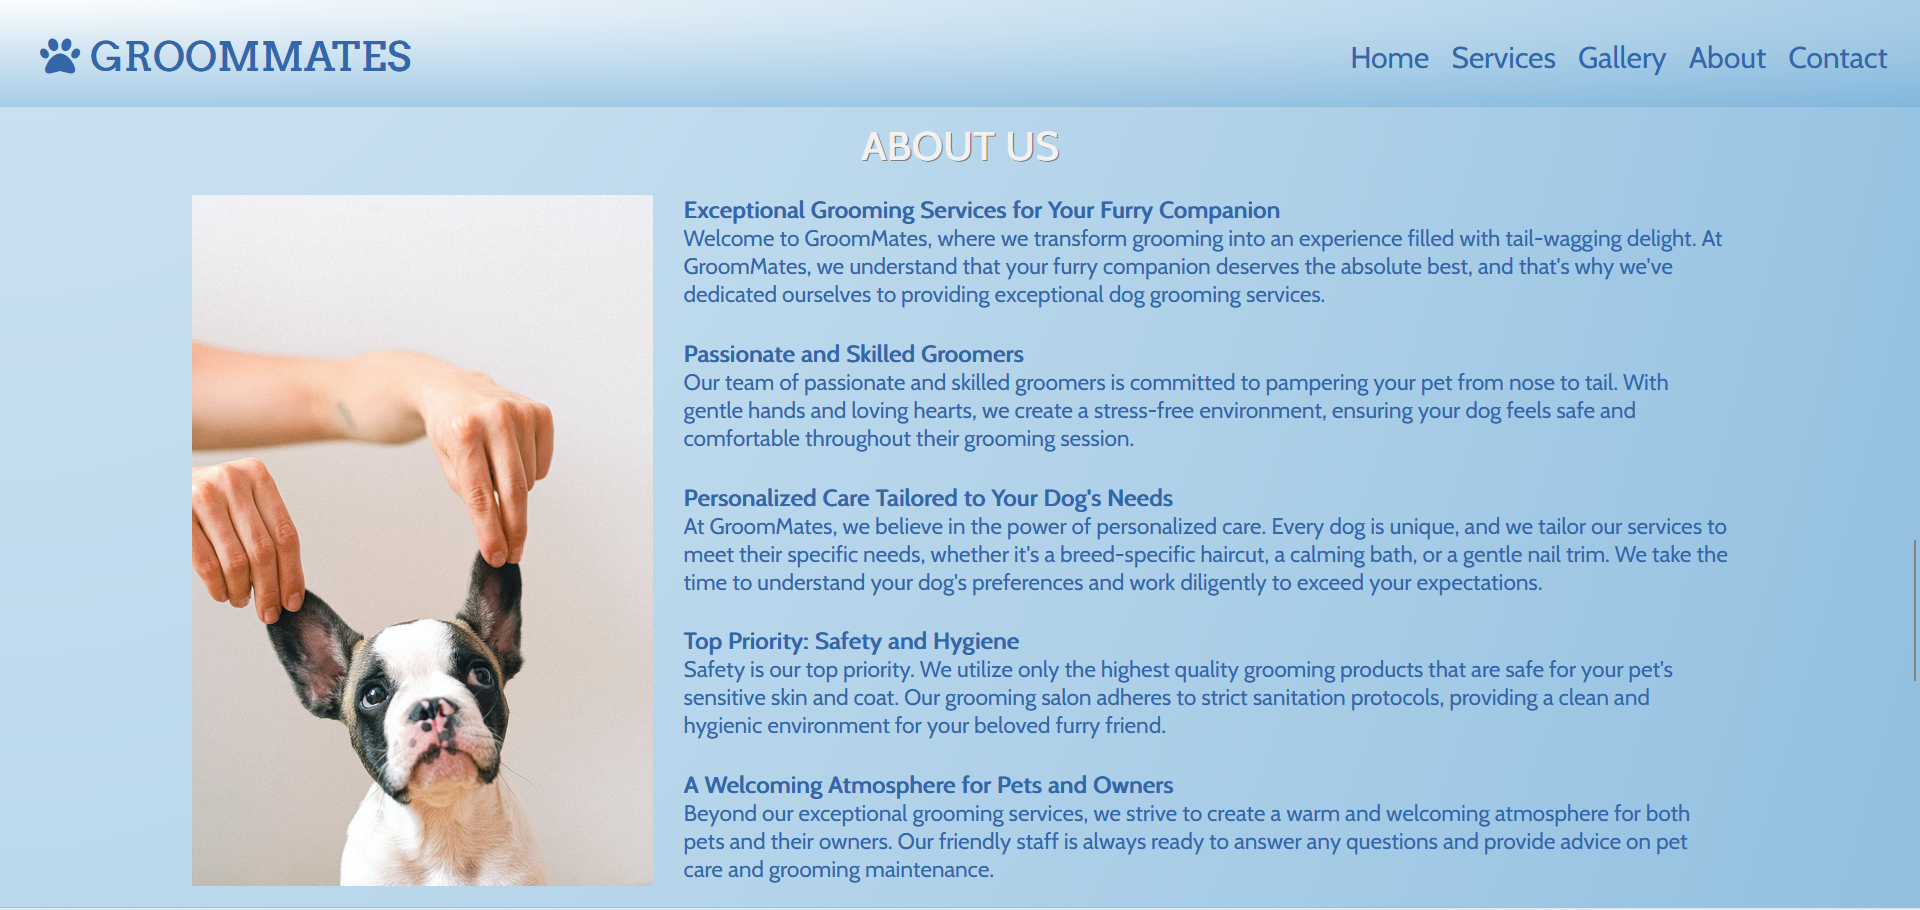 GROOMMATES
Home Services Gallery About Contact
ABOUT US
Exceptional Grooming Services for Your Furry Companion
Welcome to GroomMates, where we transform grooming into an experience filled with tail-wagging delight. At
GroomMates, we understand that your furry companion deserves the absolute best, and that's why we've
dedicated ourselves to providing exceptional dog grooming services.
Passionate and Skilled Groomers
Our team of passionate and skilled groomers is committed to pampering your pet from nose to tail. With
gentle hands and loving hearts, we create a stress-free environment, ensuring your dog feels safe and
comfortable throughout their grooming session.
Personalized Care Tailored to Your Dog's Needs
At GroomMates, we believe in the power of personalized care. Every dog is unique, and we tailor our services to
meet their specific needs, whether it's a breed-specific haircut, a calming bath, or a gentle nail trim. We take the
time to understand your dog's preferences and work diligently to exceed your expectations.
Top Priority: Safety and Hygiene
Safety is our top priority. We utilize only the highest quality grooming products that are safe for your pet's
sensitive skin and coat. Our grooming salon adheres to strict sanitation protocols, providing a clean and
hygienic environment for your beloved furry friend.
A Welcoming Atmosphere for Pets and Owners
Beyond our exceptional grooming services, we strive to create a warm and welcoming atmosphere for both
pets and their owners. Our friendly staff is always ready to answer any questions and provide advice on pet
care and grooming maintenance.